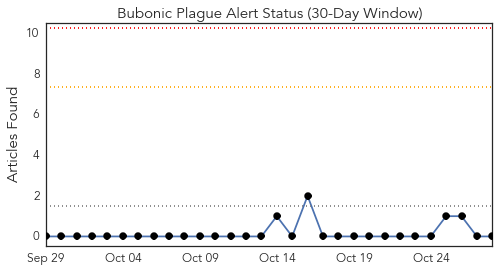 Bubonic Plague Alert Status (30-Day Window)
Articles Found
10
8
6
4
2
0
Sep 29 Oct 04 Oct 09 Oct 14 Oct 19 Oct 24